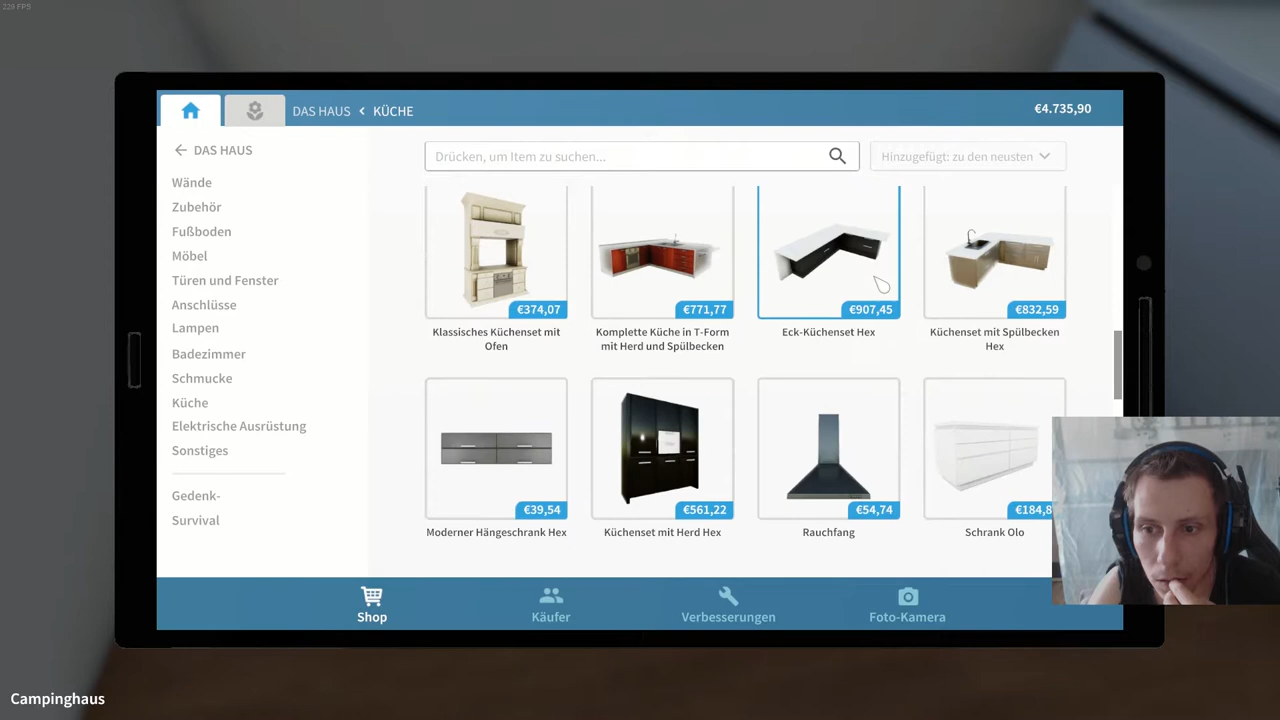 229 FPS
DAS HAUS < KÜCHE
€4.735,90
DAS HAUS
Wände
Zubehör
Fußboden
Möbel
Türen und Fenster
Anschlüsse
Lampen
Badezimmer
Schmucke
Küche
Elektrische Ausrüstung
Sonstiges
Gedenk-
Survival
Drücken, um Item zu suchen...
Hinzugefügt: zu den neusten
€374,07
€771,77
€907,45
€832,59
Klassisches Küchenset mit
Ofen
Komplette Küche in T-Form
mit Herd und Spülbecken
Eck-Küchenset Hex
Küchenset mit Spülbecken
Hex
€39,54
€561,22
€54,74
€184,8
Moderner Hängeschrank Hex
Küchenset mit Herd Hex
Rauchfang
Schrank Olo
Shop
Käufer
Verbesserungen
Foto-Kamera
Campinghaus